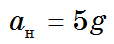 aн = 5g